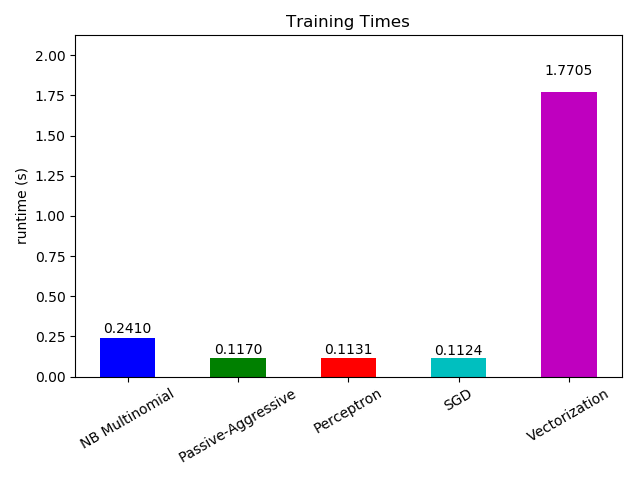 Training Times
runtime (s)
2.00
1.75
1.50
1.25
1.00
0.75
0.50
0.25
0.00
0.2410
0.1170
0.1131
0.1124
1.7705
NB Multinomial
Passive-Aggressive
Perceptron
SGD
Vectorization